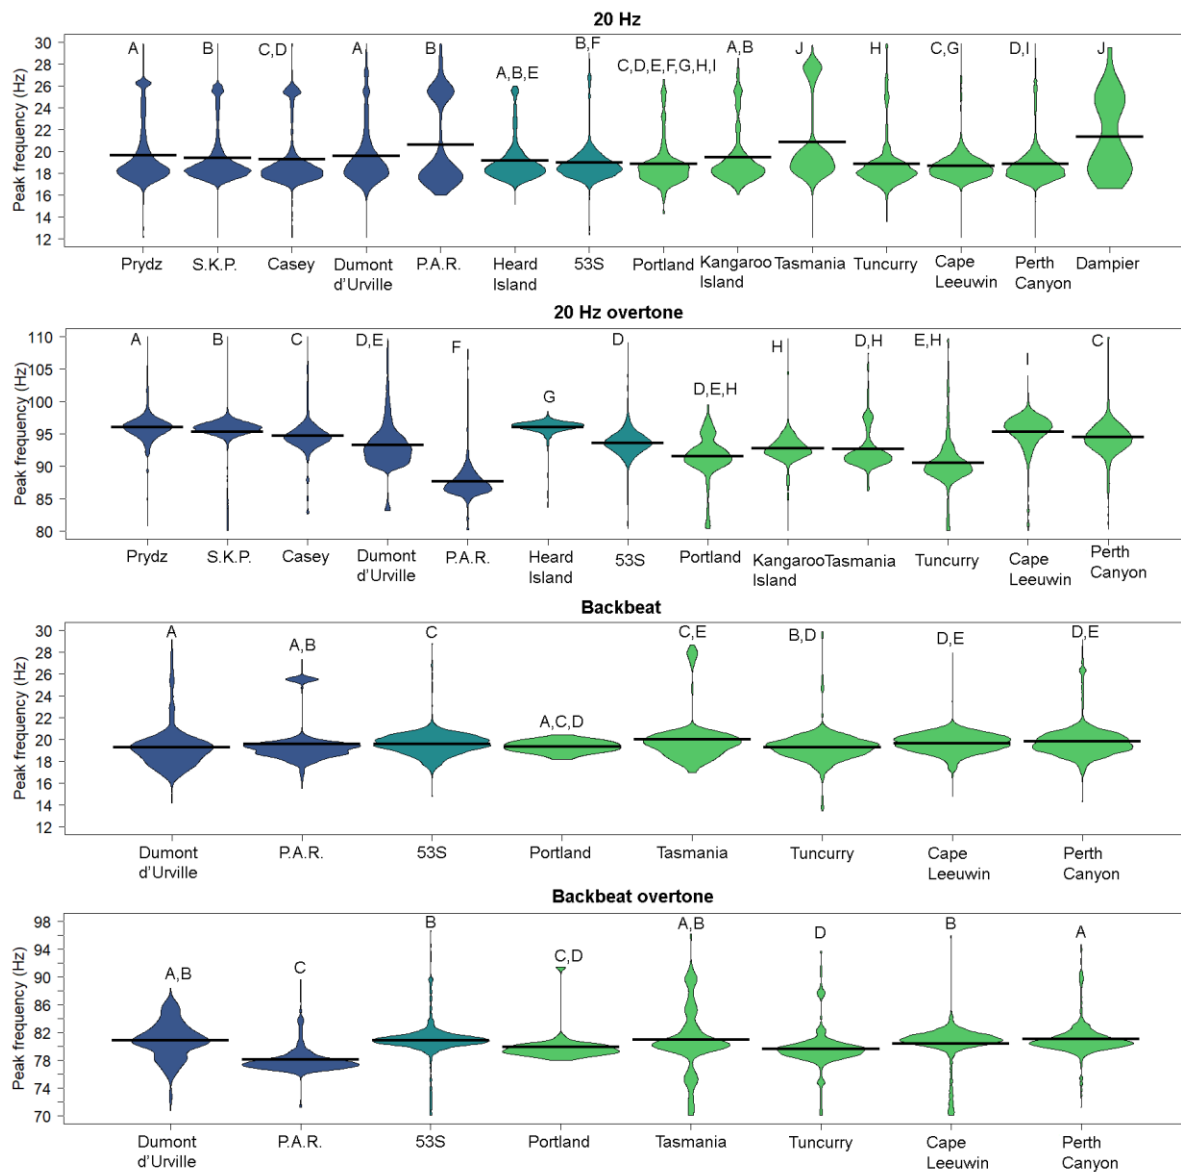 20 Hz
Peak frequency (Hz)
30
28
26
24
22
20
18
16
14
12
A
B
C,D
A
B
A,B,E
B,F
C,D,E,F,G,H,I
A,B
J
H
C,G
D,I
J
Prydz
S.K.P.
Casey
Dumont
d'Urville
P.A.R.
Heard
Island
53S
Portland
Kangaroo
Island
Tasmania
Tuncurry
Cape
Leeuwin
Perth
Canyon
Dampier
20 Hz overtone
Peak frequency (Hz)
110
105
100
95
90
85
80
A
B
C
D,E
F
G
D
D,E,H
H
D,H
E,H
I
C
Prydz
S.K.P.
Casey
Dumont
d'Urville
P.A.R.
Heard
Island
53S
Portland
Kangaroo
Island
Tasmania
Tuncurry
Cape
Leeuwin
Perth
Canyon
Backbeat
Peak frequency (Hz)
30
28
26
24
22
20
18
16
14
12
A
A,B
C
A,C,D
C,E
B,D
D,E
D,E
Dumont
d'Urville
P.A.R.
53S
Portland
Tasmania
Tuncurry
Cape
Leeuwin
Perth
Canyon
Backbeat overtone
Peak frequency (Hz)
98
94
90
86
82
78
74
70
A,B
C
B
C,D
A,B
D
B
A
Dumont
d'Urville
P.A.R.
53S
Portland
Tasmania
Tuncurry
Cape
Leeuwin
Perth
Canyon